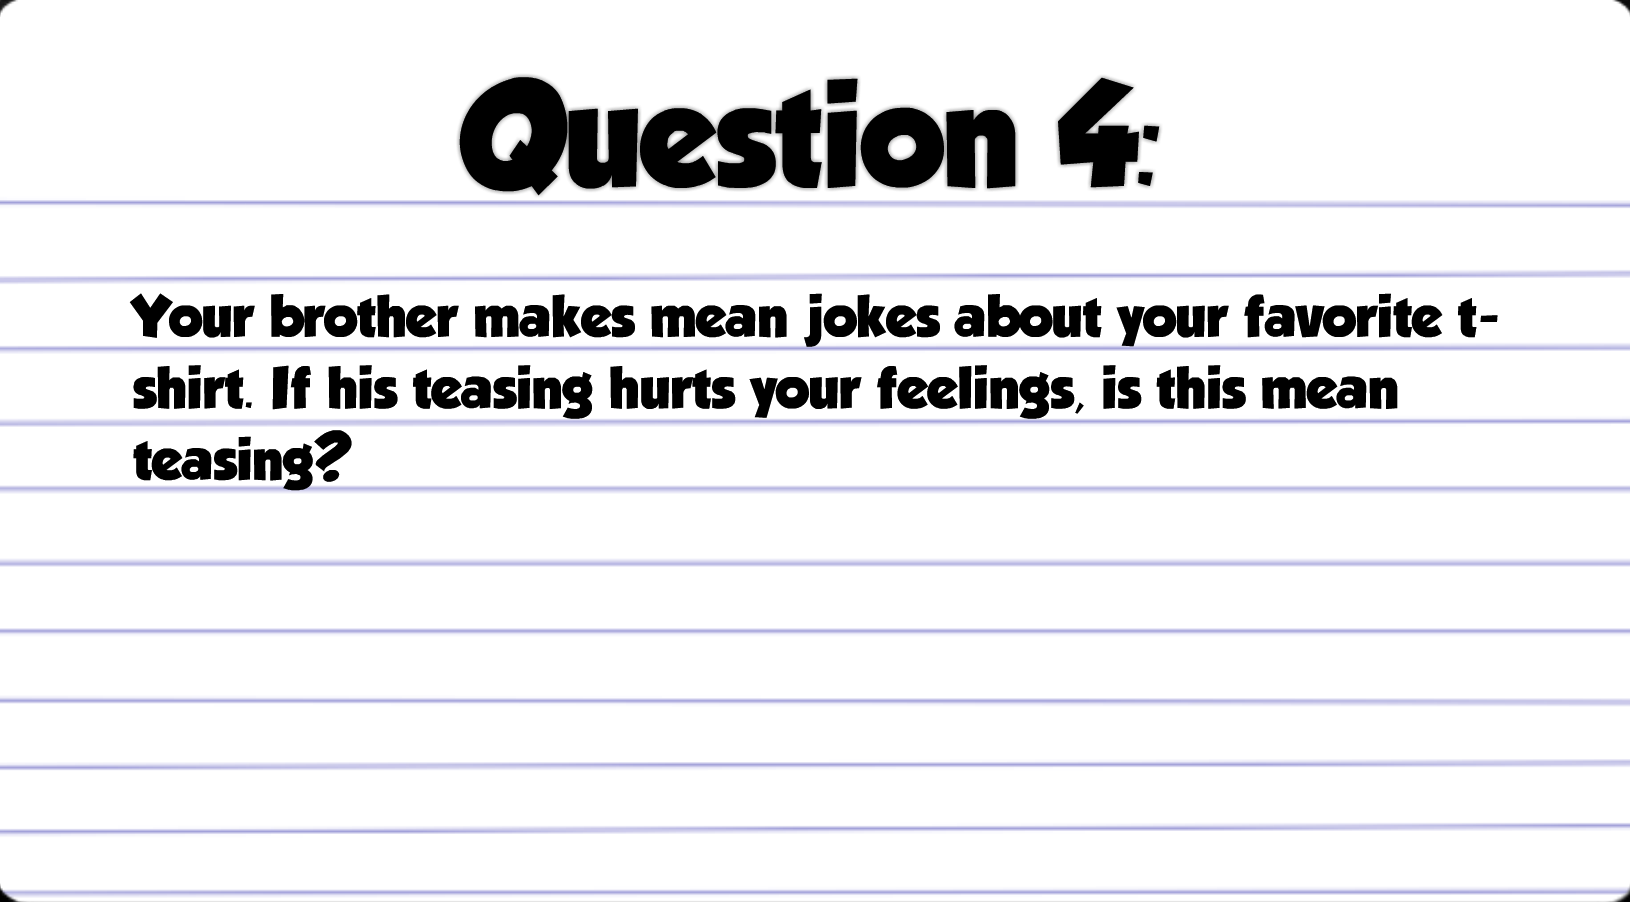 Question 4:
Your brother makes mean jokes about your favorite t-
shirt. If his teasing hurts your feelings, is this mean
teasing?